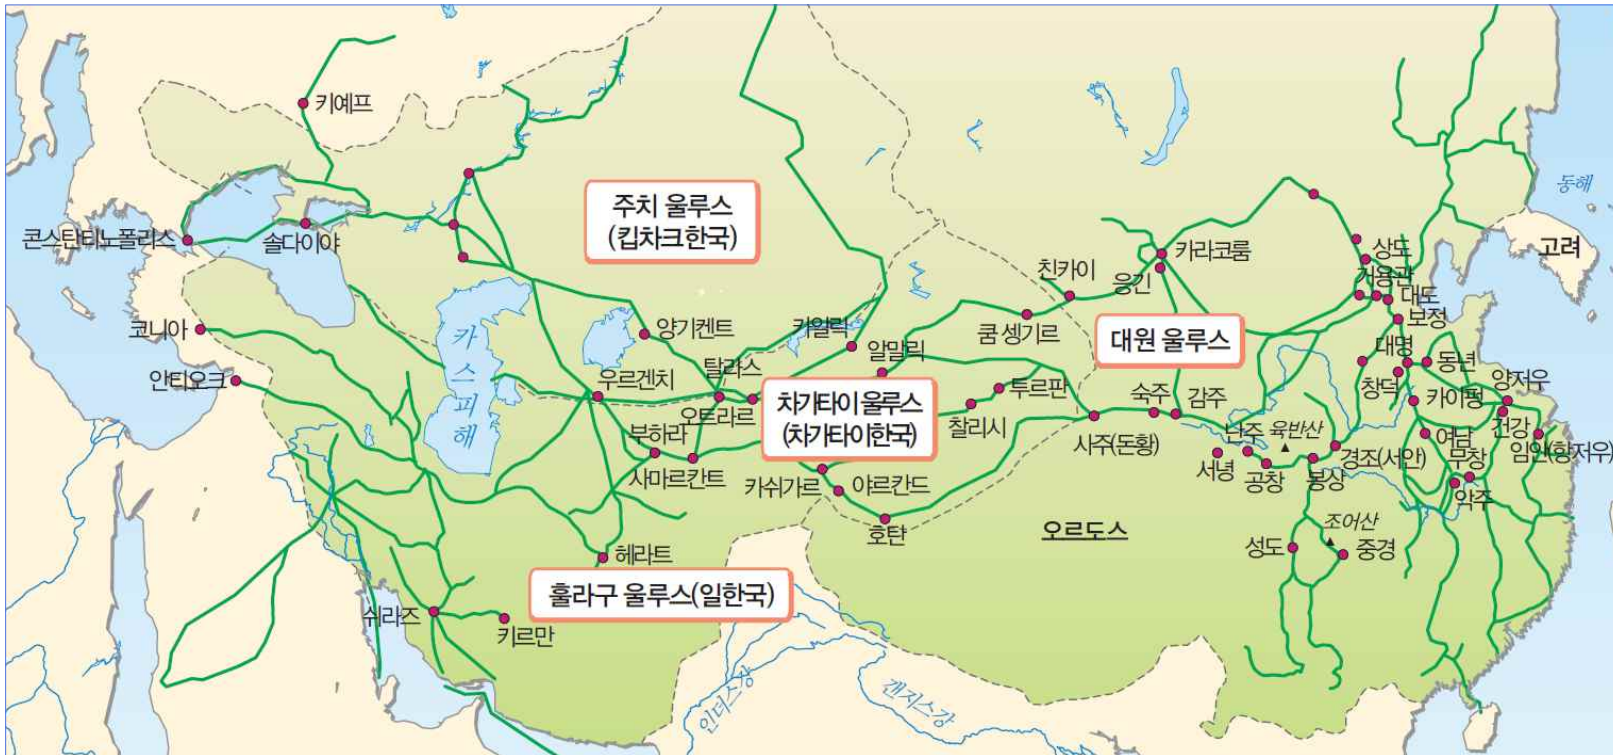 키예프
콘스탄티노폴리스
솔다이야
주치 울루스
(킵차크한국)
동해
고려
카라코룸
친카이
응긴
상도
거용관
대도
보정
코니아
안티오크
카스피해
양기켄트
카얄릭
쿰 셍기르
알말릭
대원 울루스
대명
동년
창덕
양저우
카이펑
건강
임안(항저우)
여남
무창
악주
우르겐치
탈라스
오트라르
차가타이 울루스
(차가타이한국)
투르판
찰리시
숙주
감주
사주(돈황)
난주
육반산
서녕
공창
봉상
경조(서안)
부하라
사마르칸트
카쉬가르
야르칸드
호탄
오르도스
조어산
성도
중경
헤라트
훌라구 울루스(일한국)
쉬라즈
키르만
인더스강
갠지스강